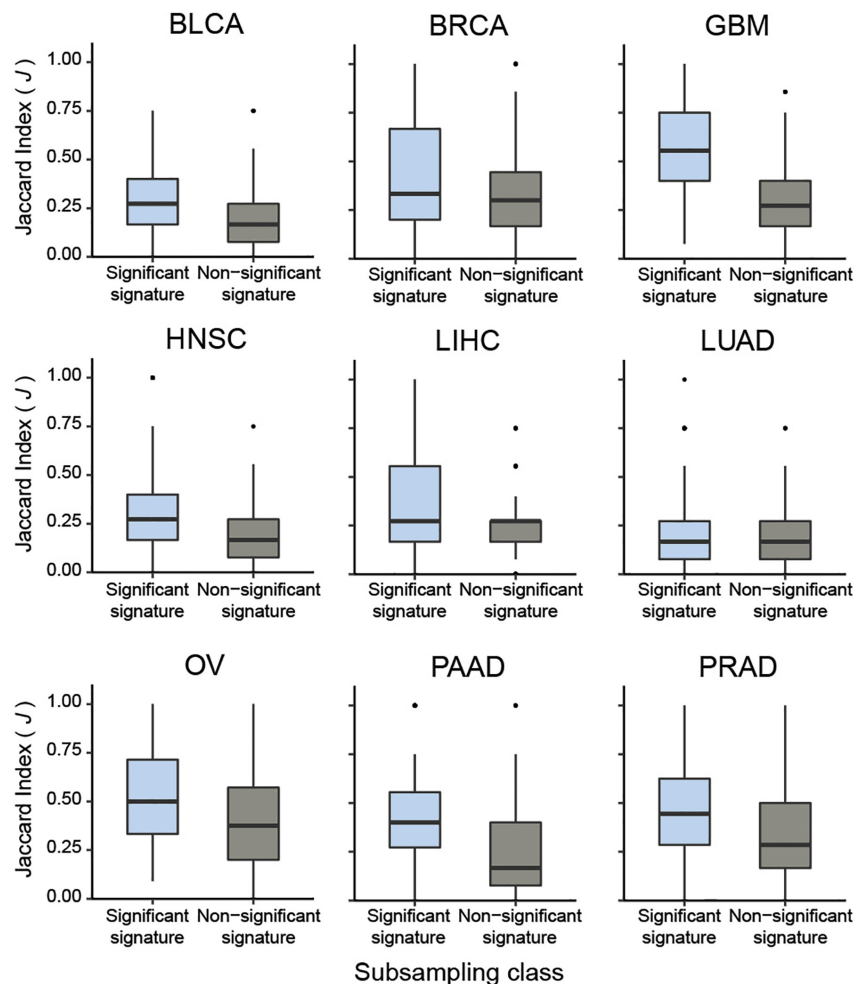 BLCA BRCA GBM
Jaccard Index ( J )
1.00
0.75
0.50
0.25
0.00
Significant signature Non−significant signature Significant signature Non−significant signature Significant signature Non−significant signature
HNSC LIHC LUAD
Jaccard Index ( J )
1.00
0.75
0.50
0.25
0.00
Significant signature Non−significant signature Significant signature Non−significant signature Significant signature Non−significant signature
OV PAAD PRAD
Jaccard Index ( J )
1.00
0.75
0.50
0.25
0.00
Significant signature Non−significant signature Significant signature Non−significant signature Significant signature Non−significant signature
Subsampling class